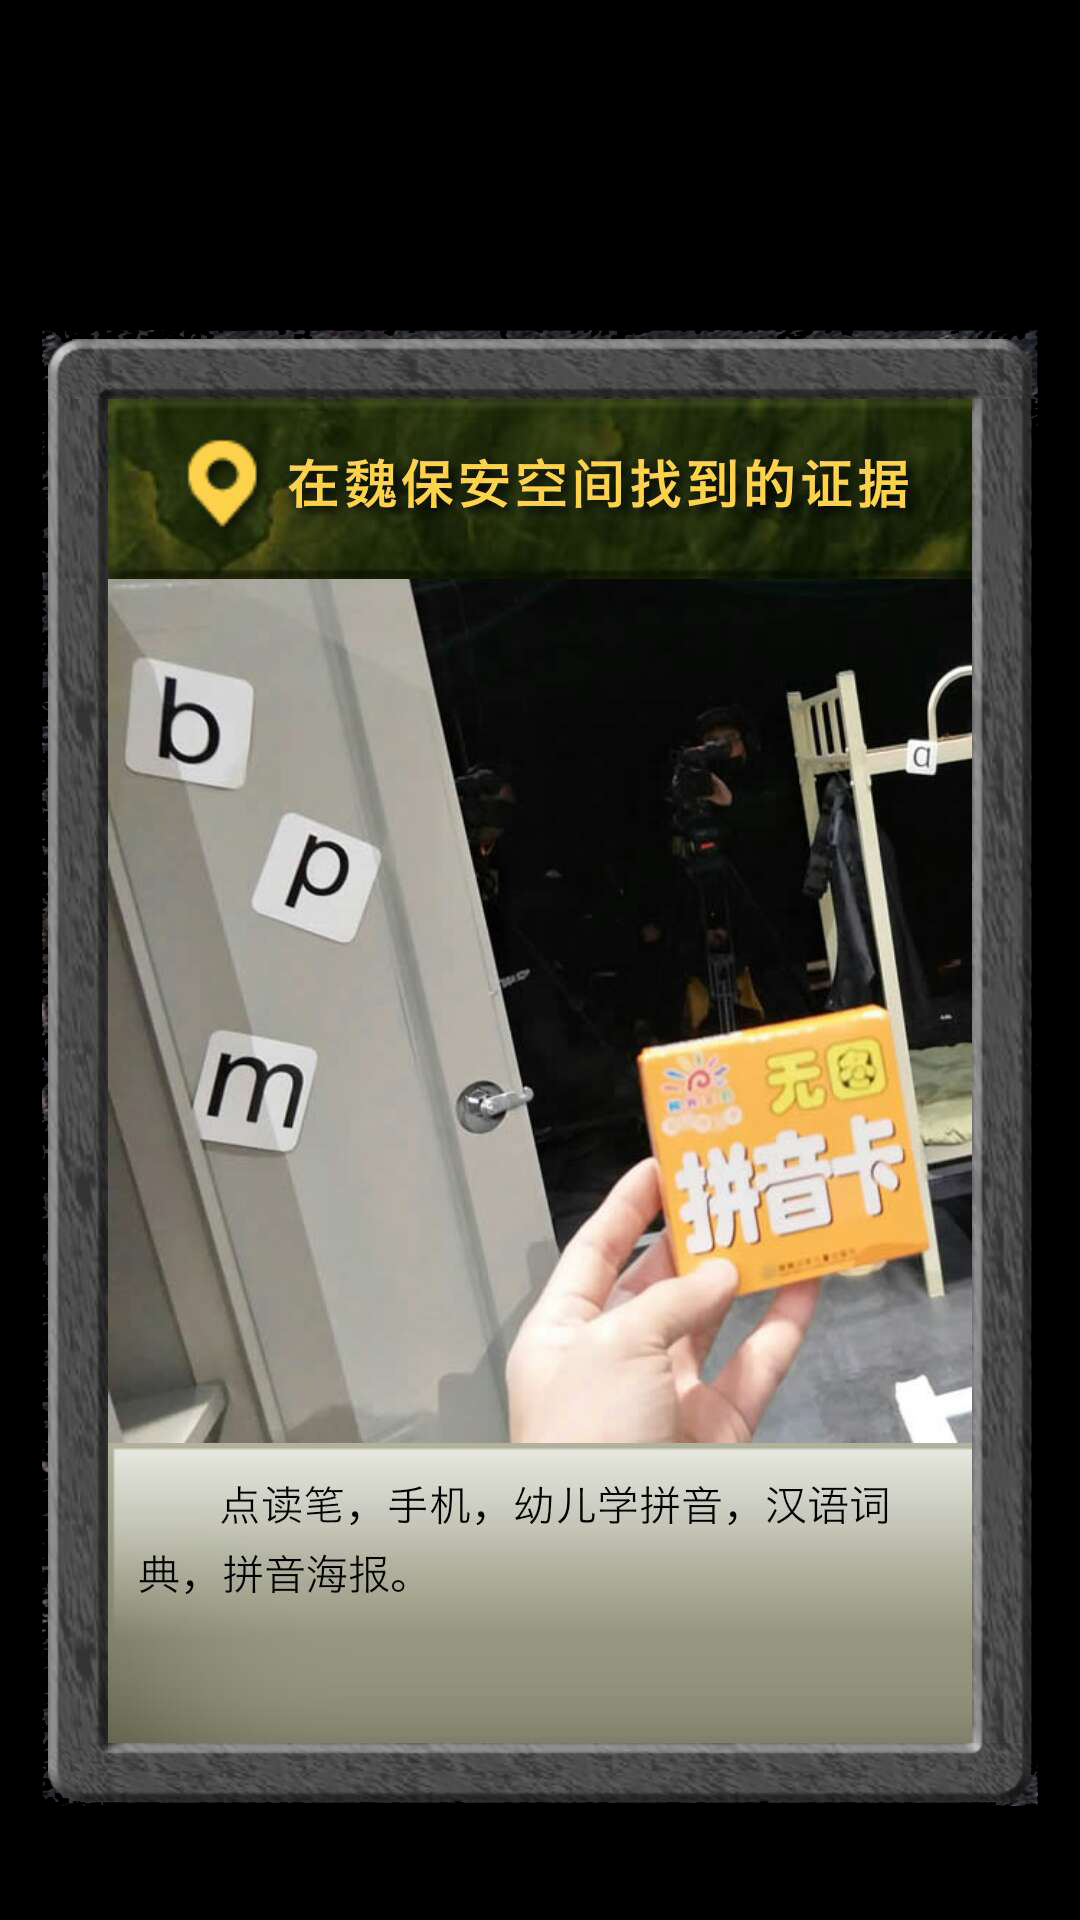 在魏保安空间找到的证据
b
p
m
a
无图
拼音卡
点读笔，手机，幼儿学拼音，汉语词
典，拼音海报。